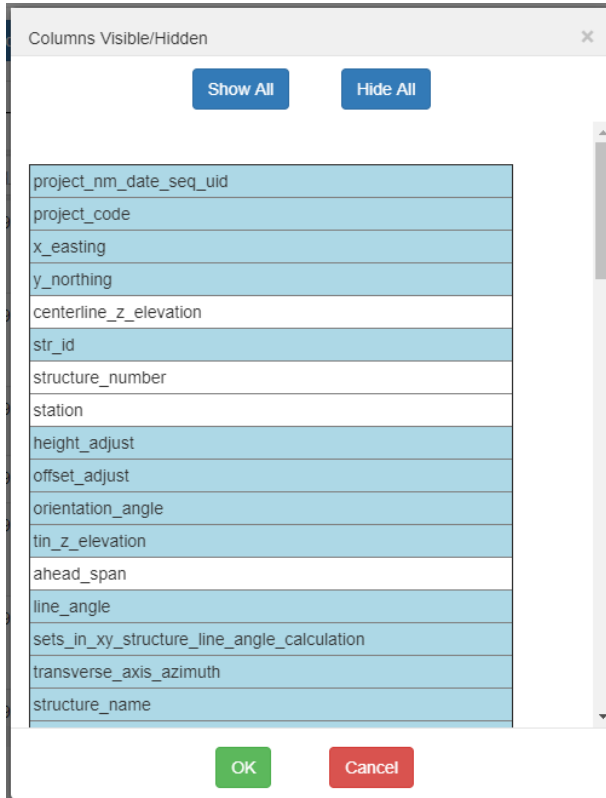 Columns Visible/Hidden
×
Show All
Hide All
project_nm_date_seq_uid
project_code
x_easting
y_northing
centerline_z_elevation
str_id
structure_number
station
height_adjust
offset_adjust
orientation_angle
tin_z_elevation
ahead_span
line_angle
sets_in_xy_structure_line_angle_calculation
transverse_axis_azimuth
structure_name
OK
Cancel